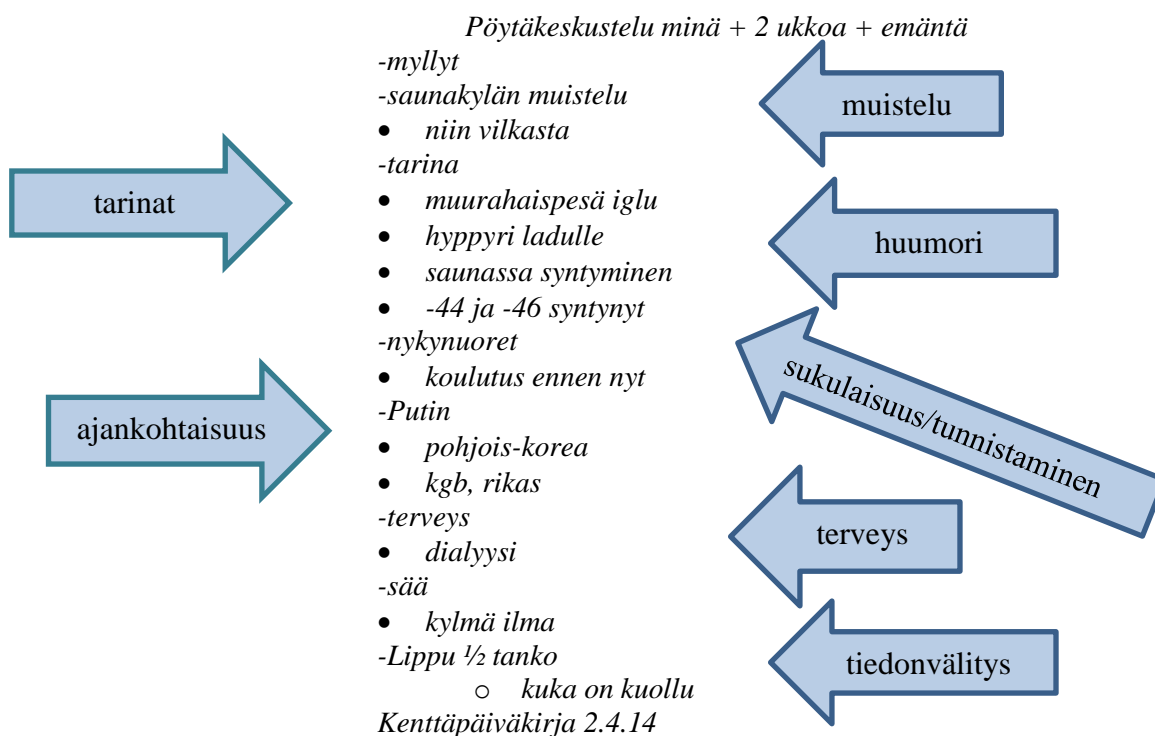 Pöytäkeskustelu minä + 2 ukkoa + emäntä
-myllyt
-saunakylän muistelu
• niin vilkasta
-tarina
• muurahaispesä iglu
• hyppyri ladulle
• saunassa syntyminen
• -44 ja -46 syntynyt
-nykynuoret
• koulutus ennen nyt
-Putin
• pohjois-korea
• kgb, rikas
-terveys
• dialyysi
-sää
• kylmä ilma
-Lippu ½ tanko
o kuka on kuollu
Kenttäpäiväkirja 2.4.14
tarinat
ajankohtaisuus
muistelu
huumori
sukulaisuus/tunnistaminen
terveys
tiedonvälitys